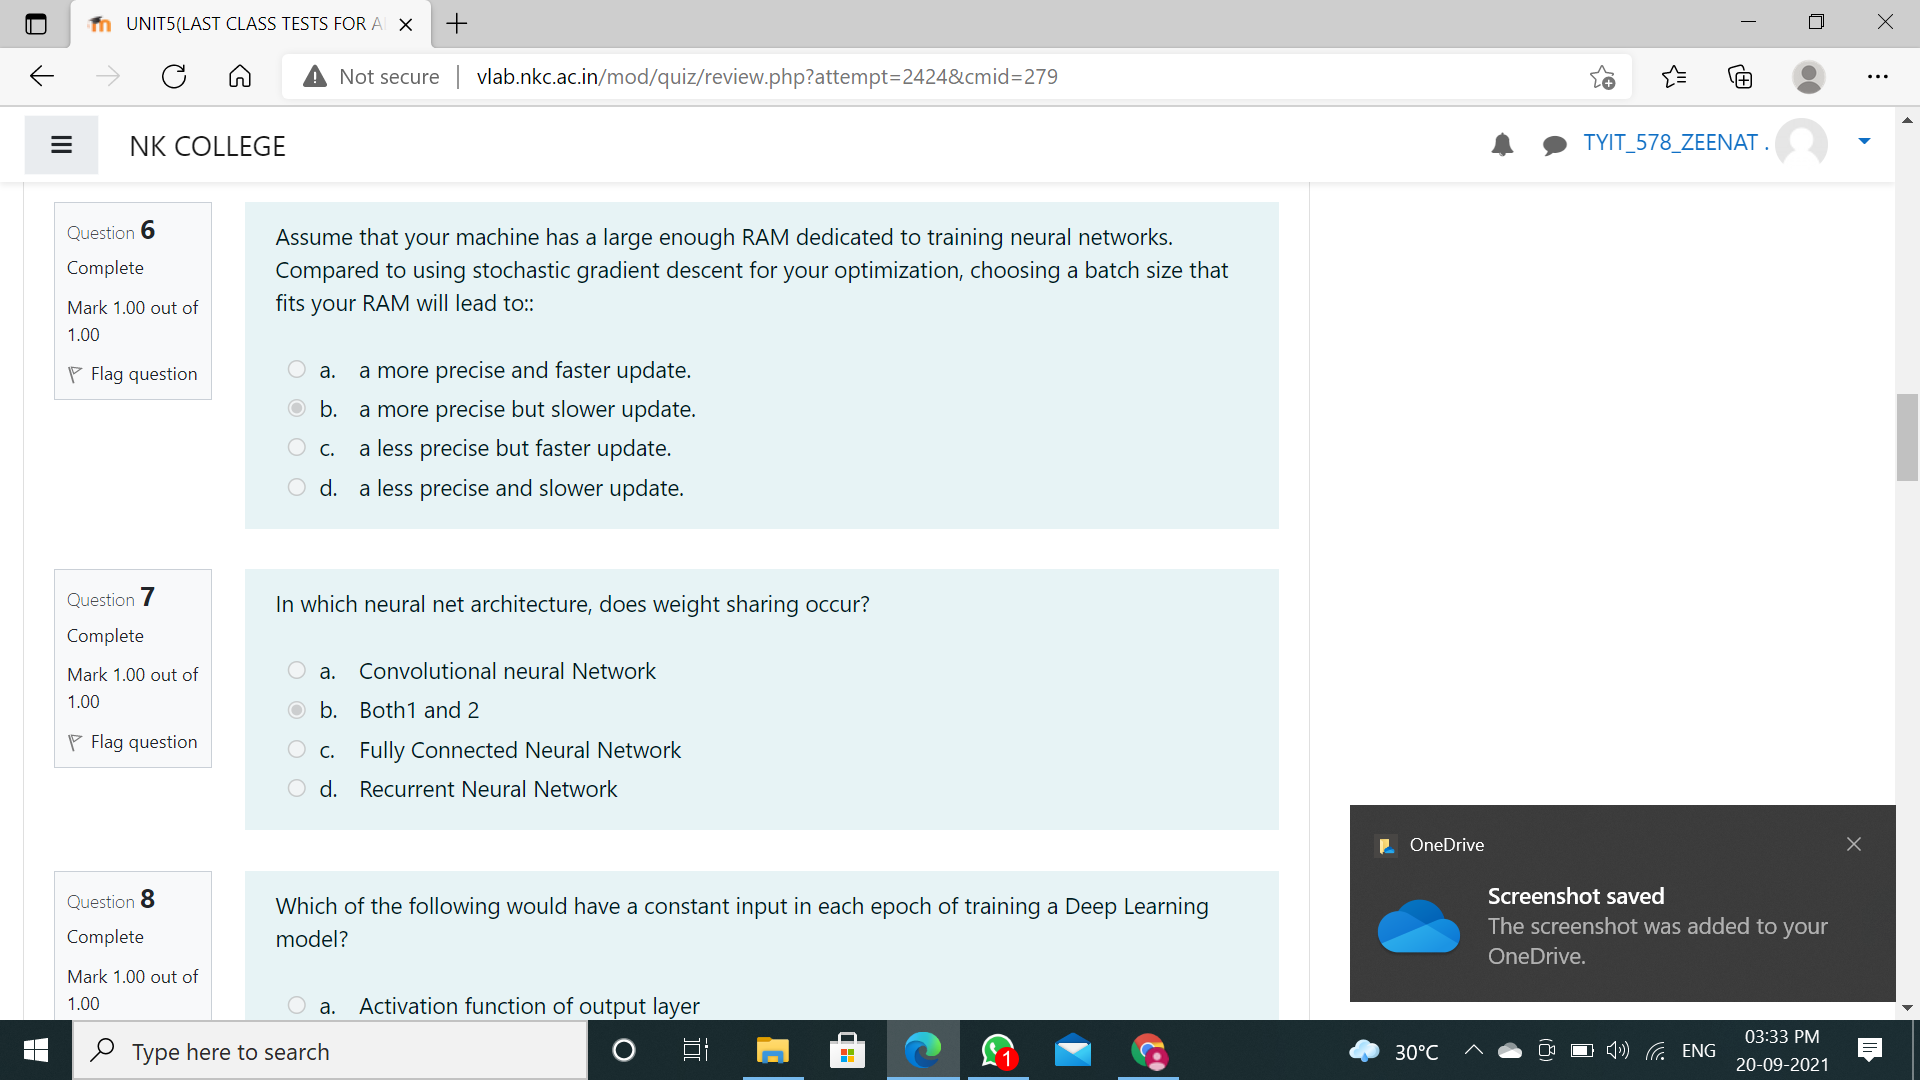 UNIT5(LAST CLASS TESTS FOR A
Not secure
vlab.nkc.ac.in/mod/quiz/review.php?attempt=2424&cmid=279
NK COLLEGE
TYIT_578_ZEENAT .
Question 6
Complete
Mark 1.00 out of
1.00
Flag question
Assume that your machine has a large enough RAM dedicated to training neural networks.
Compared to using stochastic gradient descent for your optimization, choosing a batch size that
fits your RAM will lead to::
a. a more precise and faster update.
b. a more precise but slower update.
c. a less precise but faster update.
d. a less precise and slower update.
Question 7
Complete
Mark 1.00 out of
1.00
Flag question
In which neural net architecture, does weight sharing occur?
a. Convolutional neural Network
b. Both1 and 2
c. Fully Connected Neural Network
d. Recurrent Neural Network
Question 8
Complete
Mark 1.00 out of
1.00
Which of the following would have a constant input in each epoch of training a Deep Learning
model?
a. Activation function of output layer
OneDrive
Screenshot saved
The screenshot was added to your
OneDrive.
Type here to search
1
30°C
ENG
03:33 PM
20-09-2021